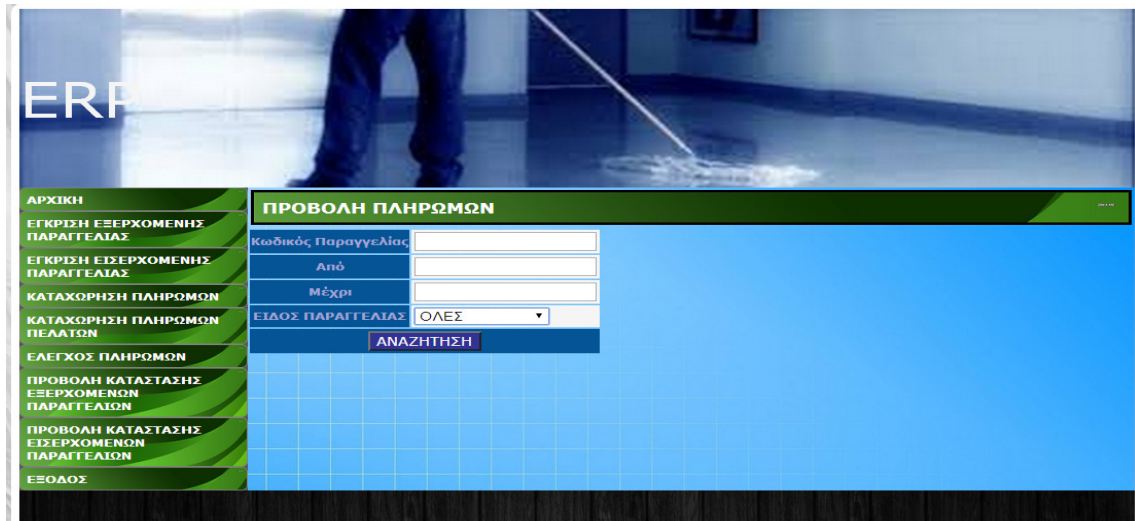 ERP
ΑΡΧΙΚΗ
ΕΓΚΡΙΣΗ ΕΞΕΡΧΟΜΕΝΗΣ
ΠΑΡΑΓΓΕΛΙΑΣ
ΕΓΚΡΙΣΗ ΕΙΣΕΡΧΟΜΕΝΗΣ
ΠΑΡΑΓΓΕΛΙΑΣ
ΚΑΤΑΧΩΡΗΣΗ ΠΛΗΡΩΜΩΝ
ΚΑΤΑΧΩΡΗΣΗ ΠΛΗΡΩΜΩΝ
ΠΕΛΑΤΩΝ
ΕΛΕΓΧΟΣ ΠΛΗΡΩΜΩΝ
ΠΡΟΒΟΛΗ ΚΑΤΑΣΤΑΣΗΣ
ΕΞΕΡΧΟΜΕΝΩΝ
ΠΑΡΑΓΓΕΛΙΩΝ
ΠΡΟΒΟΛΗ ΚΑΤΑΣΤΑΣΗΣ
ΕΙΣΕΡΧΟΜΕΝΩΝ
ΠΑΡΑΓΓΕΛΙΩΝ
ΕΞΟΔΟΣ
ΠΡΟΒΟΛΗ ΠΛΗΡΩΜΩΝ
Κωδικός Παραγγελίας
Από
Μέχρι
ΕΙΔΟΣ ΠΑΡΑΓΓΕΛΙΑΣ ΟΛΕΣ
ΑΝΑΖΗΤΗΣΗ